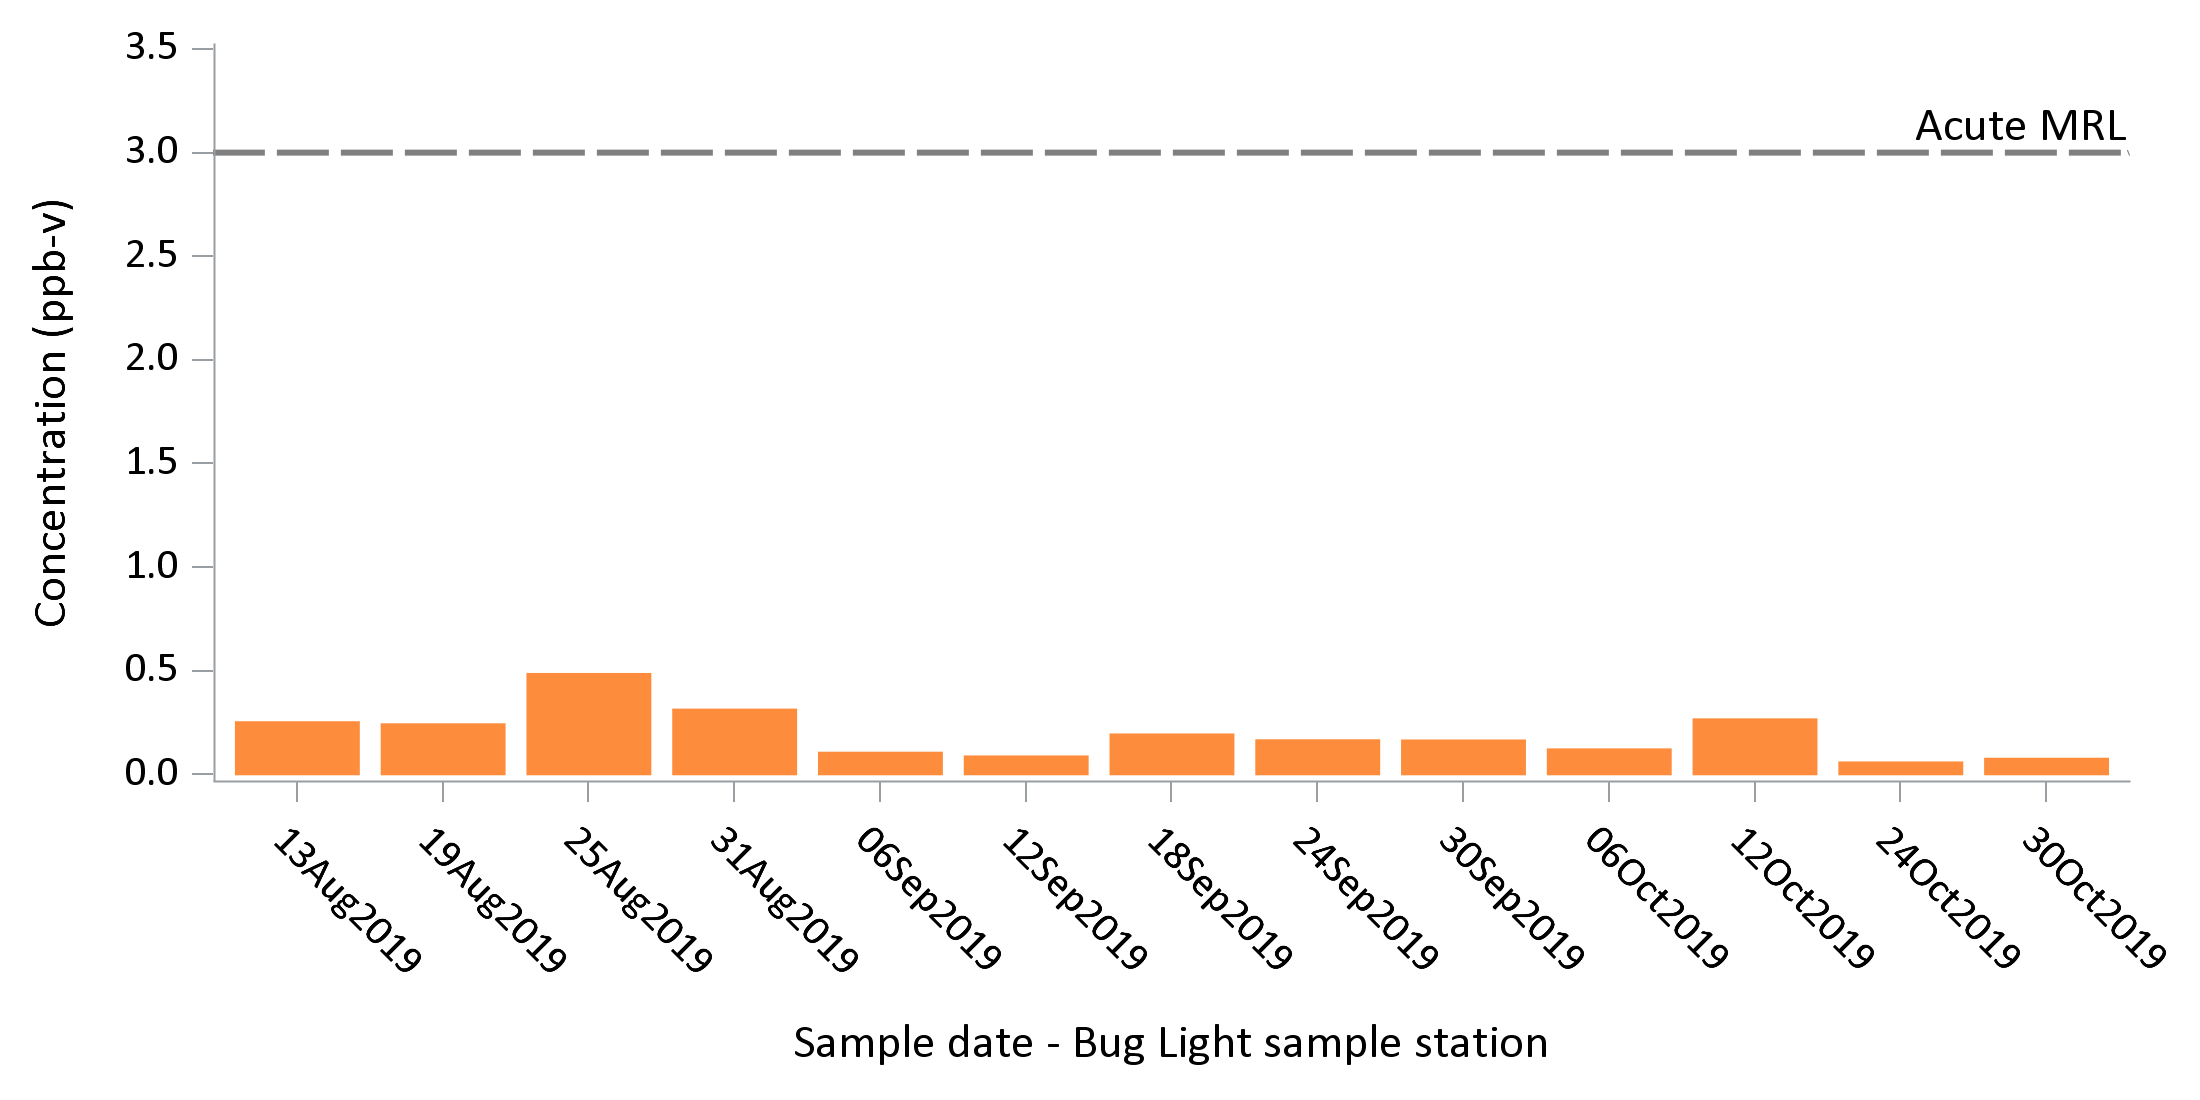 3.5
Acute MRL
3.0
2.5
2.0
1.5
1.0
0.5
0.0
Concentration (ppb-v)
13Aug2019
19Aug2019
25Aug2019
31Aug2019
06Sep2019
12Sep2019
18Sep2019
24Sep2019
30Sep2019
06Oct2019
12Oct2019
24Oct2019
30Oct2019
Sample date - Bug Light sample station